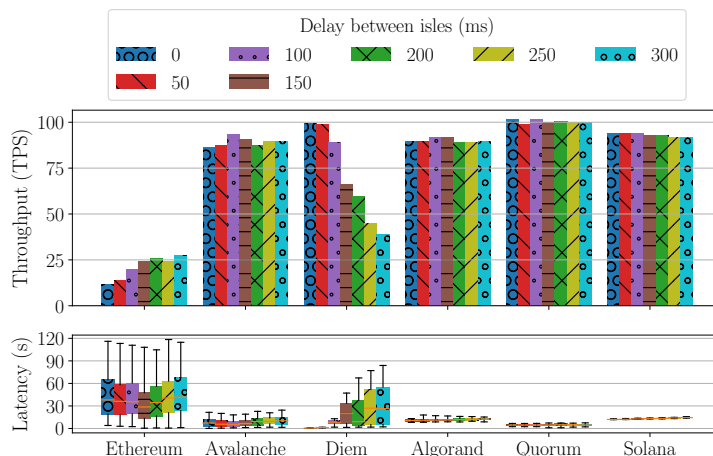 Delay between isles (ms)
0 100 200 250 300
50 150
Throughput (TPS)
100
75
50
25
0
Latency (s)
120
90
60
30
0
Ethereum Avalanche Diem Algorand Quorum Solana